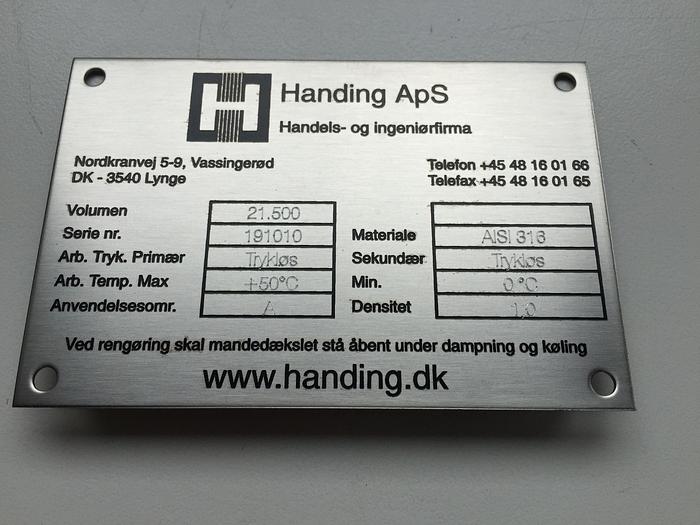 H
Handing ApS
Handels- og ingeniørfirma
Nordkranvej 5-9, Vassingerød
DK - 3540 Lynge
Telefon +45 48 16 01 66
Telefax +45 48 16 01 65
Volumen 21.500
Serie nr. 191010 Materiale AISI 316
Arb. Tryk. Primær Trykløs Sekundær Trykløs
Arb. Temp. Max +50°C Min. 0 °C
Anvendelsesomr. A Densitet 1.0
Ved rengøring skal mandedækslet stå åbent under dampning og køling
www.handing.dk